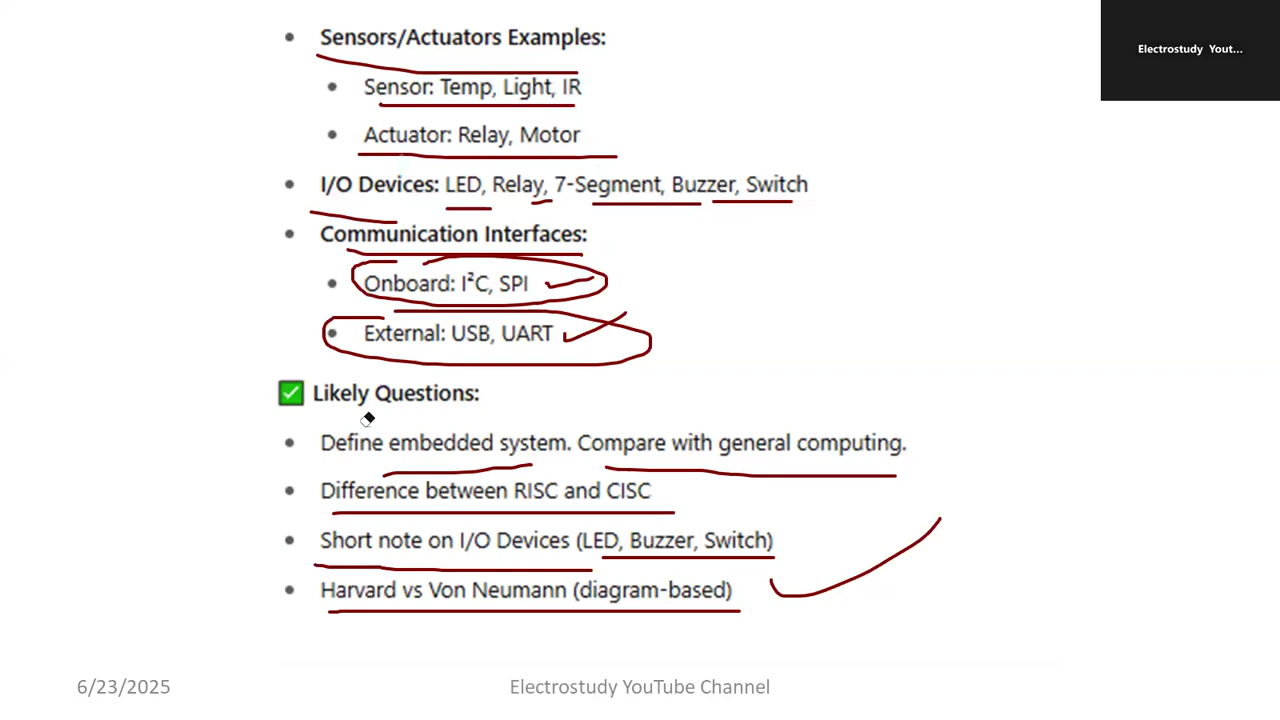 Electrostudy Yout...
Sensors/Actuators Examples:
Sensor: Temp, Light, IR
Actuator: Relay, Motor
I/O Devices: LED, Relay, 7-Segment, Buzzer, Switch
Communication Interfaces:
Onboard: I²C, SPI
External: USB, UART
✅ Likely Questions:
Define embedded system. Compare with general computing.
Difference between RISC and CISC
Short note on I/O Devices (LED, Buzzer, Switch)
Harvard vs Von Neumann (diagram-based)
6/23/2025
Electrostudy YouTube Channel